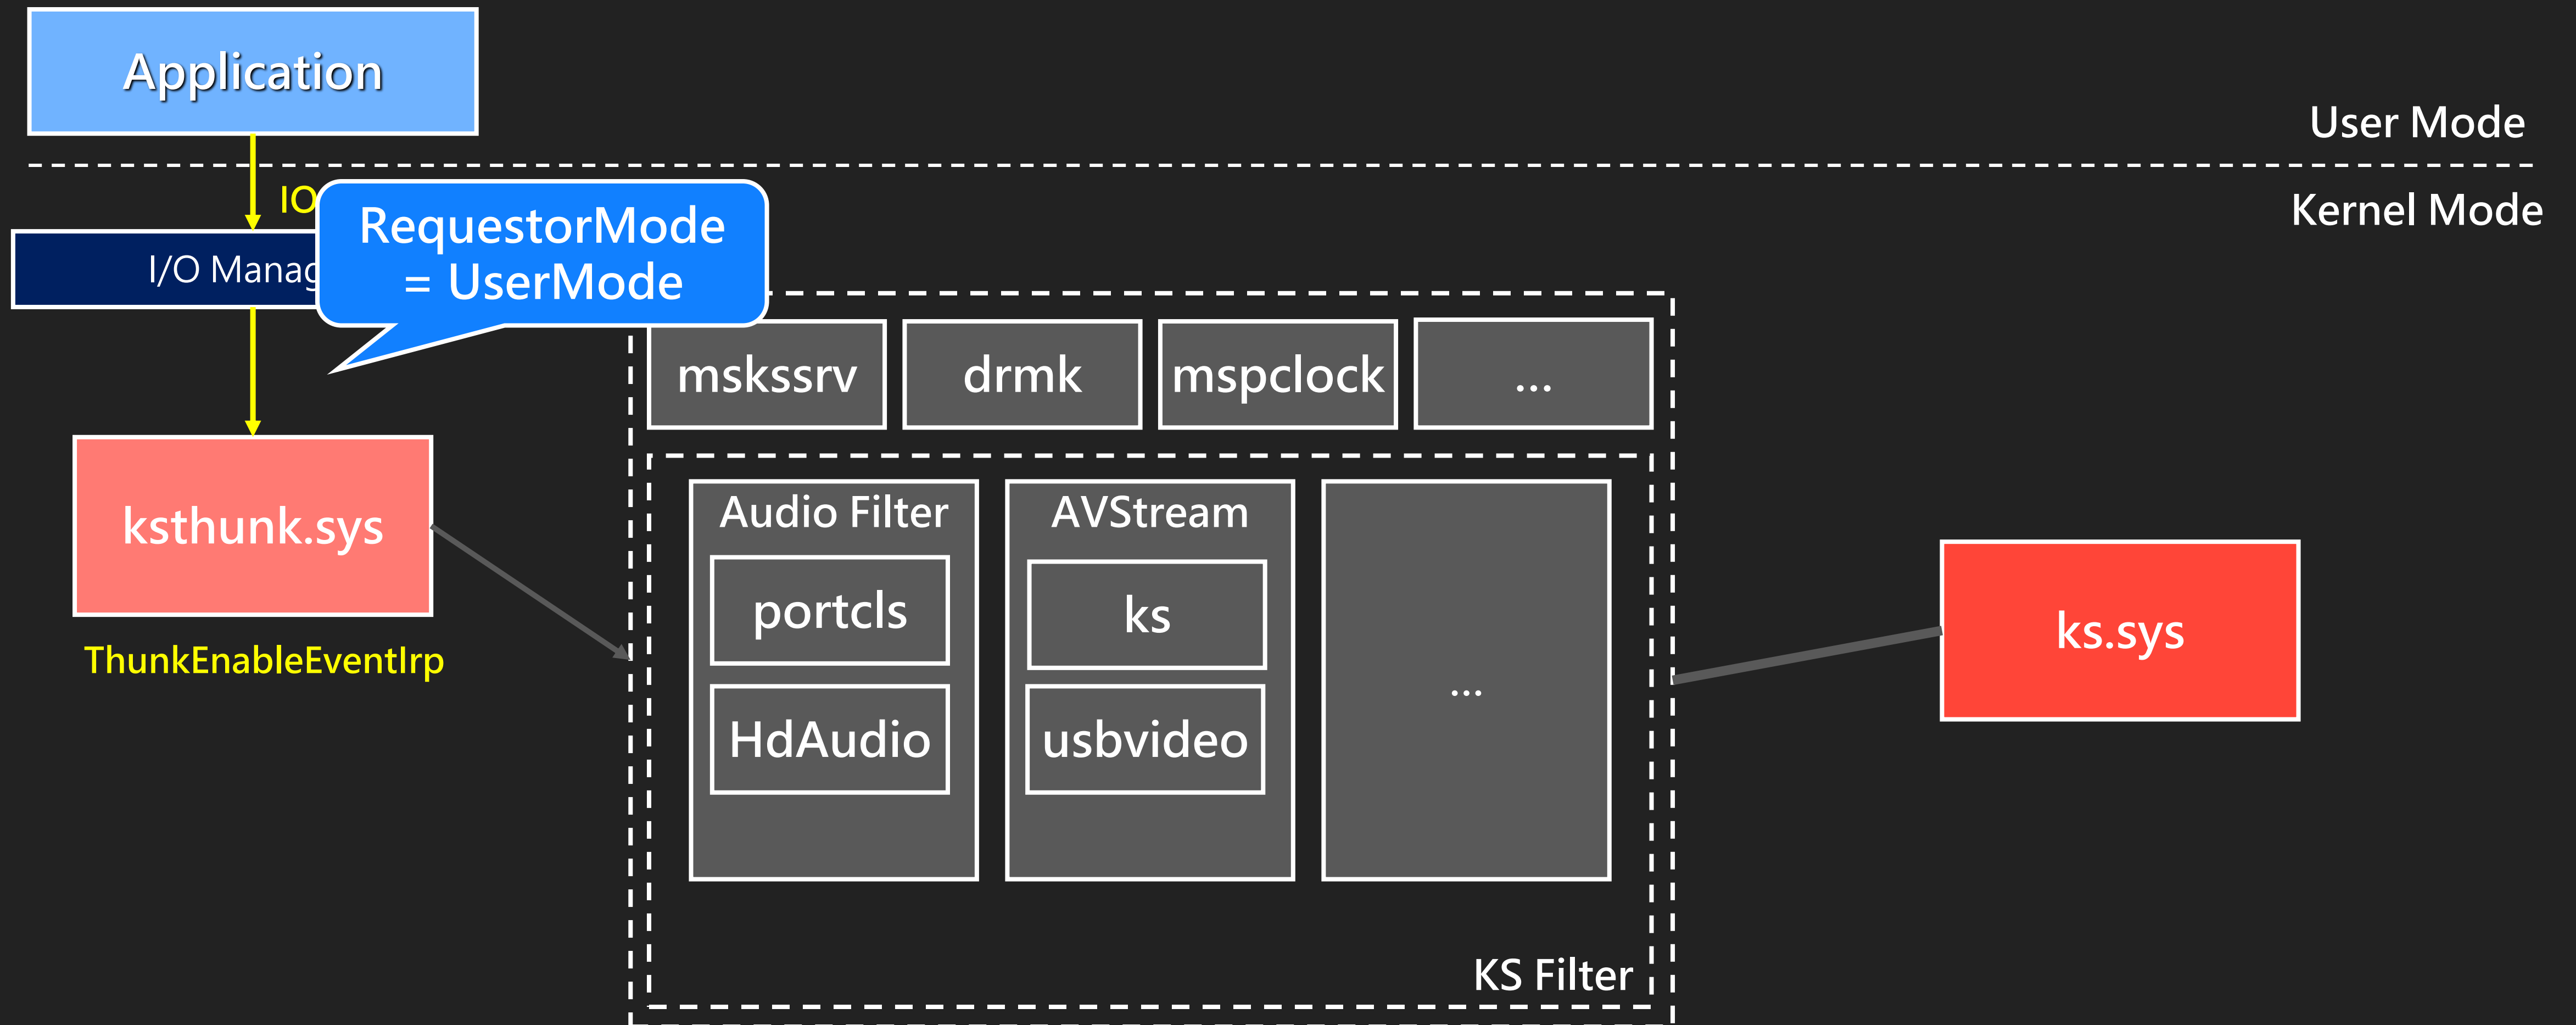 Application
User Mode
IO
Kernel Mode
RequestorMode
= UserMode
I/O Manag
mskssrv
drmk
mspclock
...
Audio Filter
AVStream
portcls
ks
HdAudio
usbvideo
...
ksthunk.sys
ThunkEnableEventIrp
ks.sys
KS Filter